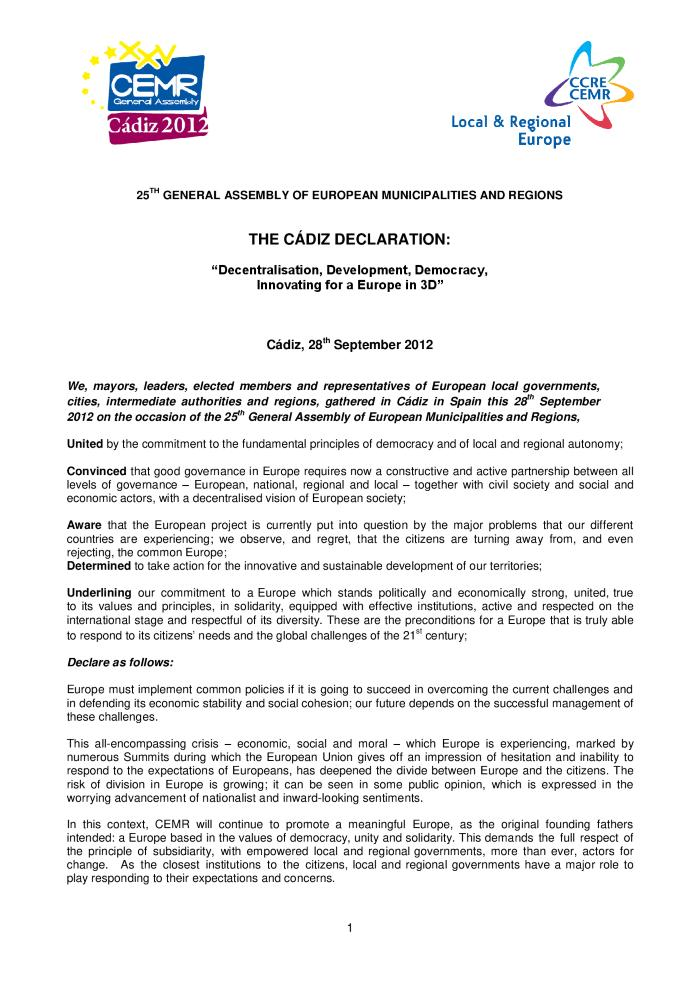 XXV
CEMR
General Assembly
Cádiz 2012
CCRE
CEMR
Local & Regional
Europe
25TH GENERAL ASSEMBLY OF EUROPEAN MUNICIPALITIES AND REGIONS
THE CÁDIZ DECLARATION:
“Decentralisation, Development, Democracy,
Innovating for a Europe in 3D”
Cádiz, 28th September 2012
We, mayors, leaders, elected members and representatives of European local governments,
cities, intermediate authorities and regions, gathered in Cádiz in Spain this 28th September
2012 on the occasion of the 25th General Assembly of European Municipalities and Regions,
United by the commitment to the fundamental principles of democracy and of local and regional autonomy;
Convinced that good governance in Europe requires now a constructive and active partnership between all
levels of governance – European, national, regional and local – together with civil society and social and
economic actors, with a decentralised vision of European society;
Aware that the European project is currently put into question by the major problems that our different
countries are experiencing; we observe, and regret, that the citizens are turning away from, and even
rejecting, the common Europe;
Determined to take action for the innovative and sustainable development of our territories;
Underlining our commitment to a Europe which stands politically and economically strong, united, true
to its values and principles, in solidarity, equipped with effective institutions, active and respected on the
international stage and respectful of its diversity. These are the preconditions for a Europe that is truly able
to respond to its citizens’ needs and the global challenges of the 21st century;
Declare as follows:
Europe must implement common policies if it is going to succeed in overcoming the current challenges and
in defending its economic stability and social cohesion; our future depends on the successful management of
these challenges.
This all-encompassing crisis – economic, social and moral – which Europe is experiencing, marked by
numerous Summits during which the European Union gives off an impression of hesitation and inability to
respond to the expectations of Europeans, has deepened the divide between Europe and the citizens. The
risk of division in Europe is growing; it can be seen in some public opinion, which is expressed in the
worrying advancement of nationalist and inward-looking sentiments.
In this context, CEMR will continue to promote a meaningful Europe, as the original founding fathers
intended: a Europe based in the values of democracy, unity and solidarity. This demands the full respect of
the principle of subsidiarity, with empowered local and regional governments, more than ever, actors for
change. As the closest institutions to the citizens, local and regional governments have a major role to
play responding to their expectations and concerns.
1